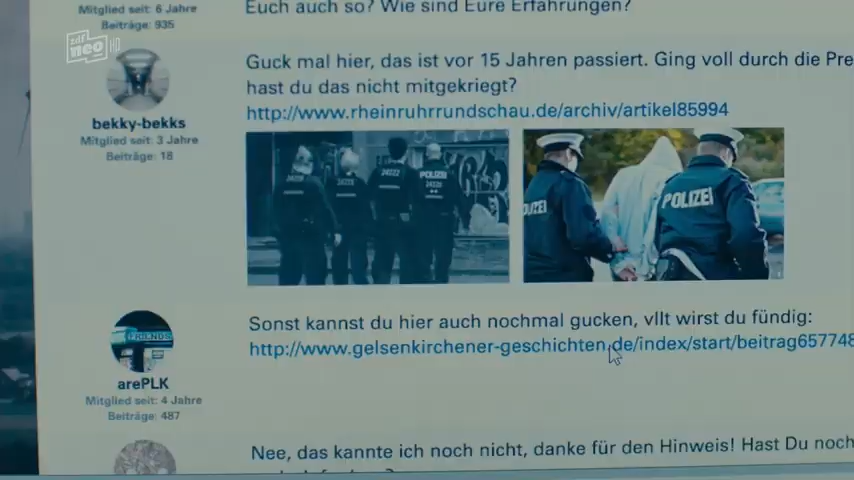 zdf neo HD
Mitglied seit: 6 Jahre
Beiträge: 935
Euch auch so? Wie sind Eure Erfahrungen?
bekky-bekks
Mitglied seit: 3 Jahre
Beiträge: 18
Guck mal hier, das ist vor 15 Jahren passiert. Ging voll durch die Pre
hast du das nicht mitgekriegt?
http://www.rheinruhrrundschau.de/archiv/artikel85994
POLIZEI
POLIZEI
arePLK
Mitglied seit: 4 Jahre
Beiträge: 487
Sonst kannst du hier auch nochmal gucken, vllt wirst du fündig:
http://www.gelsenkirchener-geschichten.de/index/start/beitrag657748
Nee, das kannte ich noch nicht, danke für den Hinweis! Hast Du noch